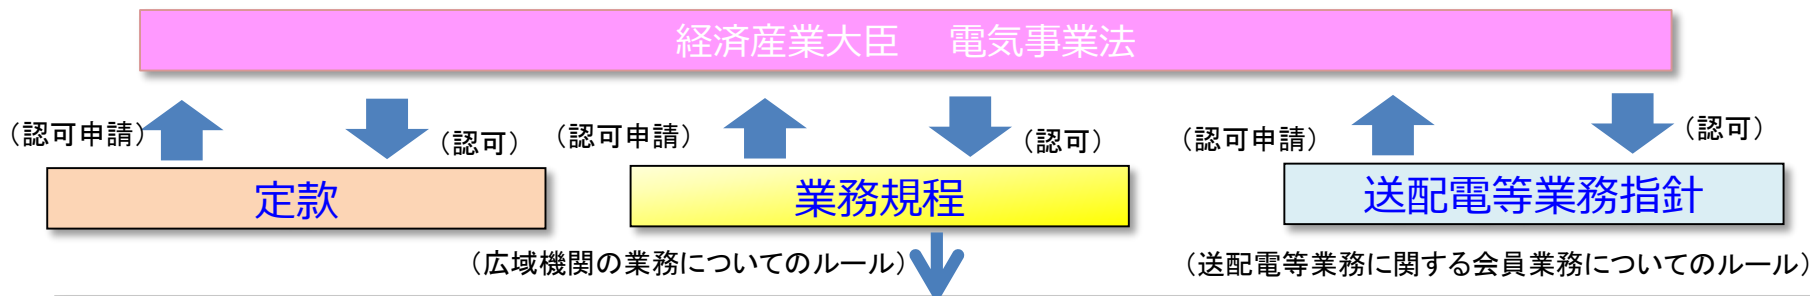 経済産業大臣　電気事業法
（認可申請）
（認可）
（認可申請）
（認可）
（認可申請）
（認可）
定款
業務規程
送配電等業務指針
（広域機関の業務についてのルール）
（送配電等業務に関する会員業務についてのルール）